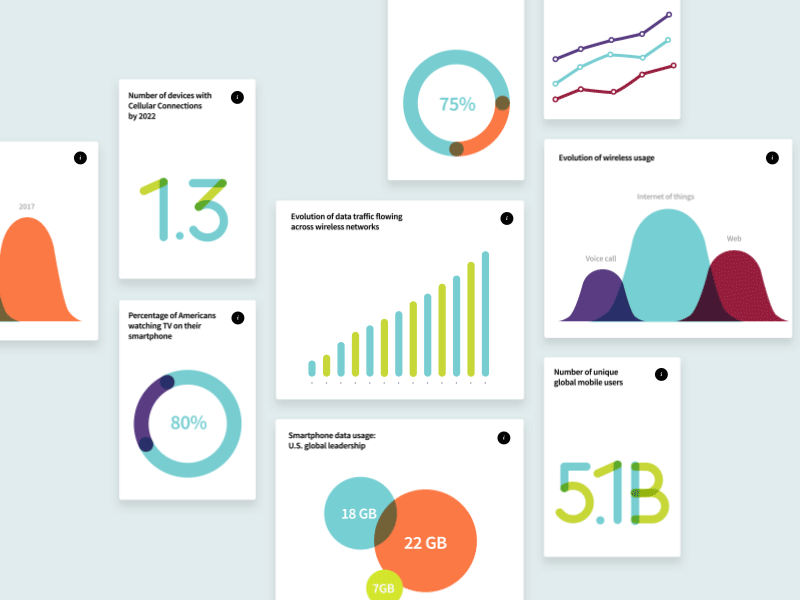 2017
Number of devices with
Cellular Connections
by 2022
1.3
Percentage of Americans
watching TV on their
smartphone
80%
75%
Evolution of data traffic flowing
across wireless networks
Smartphone data usage:
U.S. global leadership
18 GB
22 GB
7GB
Evolution of wireless usage
Internet of things
Web
Voice call
Number of unique
global mobile users
5.1B